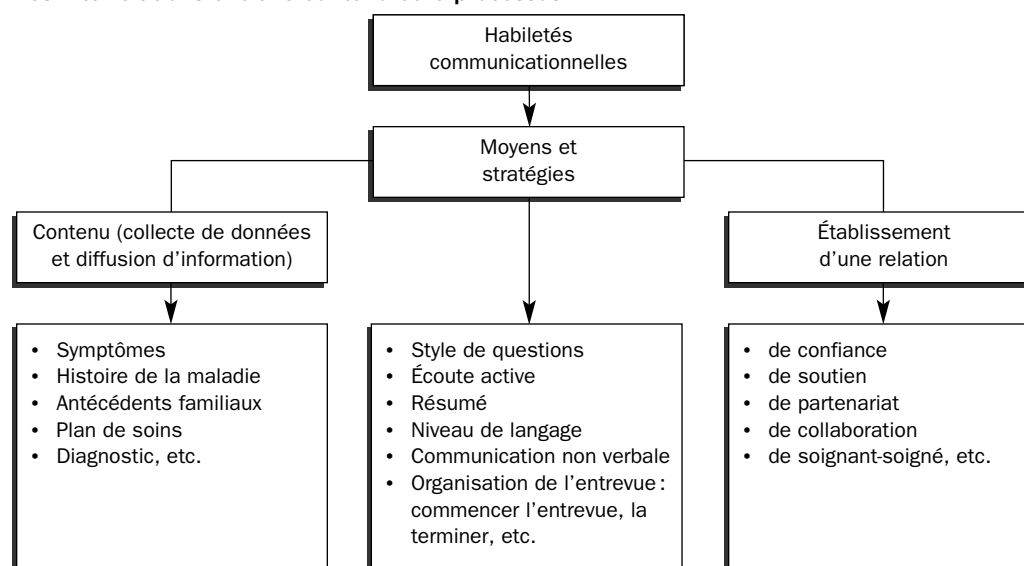 Habiletés
communicationnelles
Moyens et
stratégies
Contenu (collecte de données
et diffusion d’information)
Établissement
d’une relation
• Symptômes
• Histoire de la maladie
• Antécédents familiaux
• Plan de soins
• Diagnostic, etc.
• Style de questions
• Écoute active
• Résumé
• Niveau de langage
• Communication non verbale
• Organisation de l’entrevue :
commencer l’entrevue, la
terminer, etc.
• de confiance
• de soutien
• de partenariat
• de collaboration
• de soignant-soigné, etc.